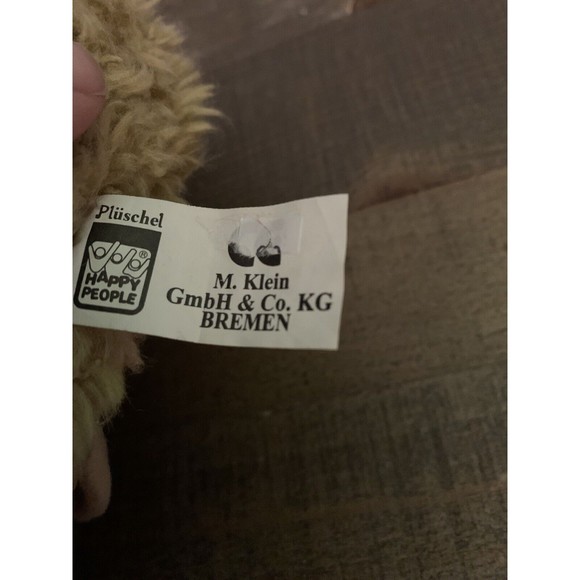 Plüschel
®
HAPPY
PEOPLE
M. Klein
GmbH & Co. KG
BREMEN